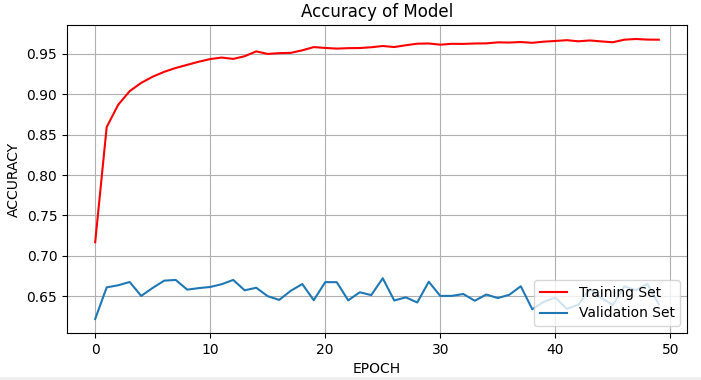 Accuracy of Model
ACCURACY
0.95
0.90
0.85
0.80
0.75
0.70
0.65
Training Set
Validation Set
0 10 20 30 40 50
EPOCH